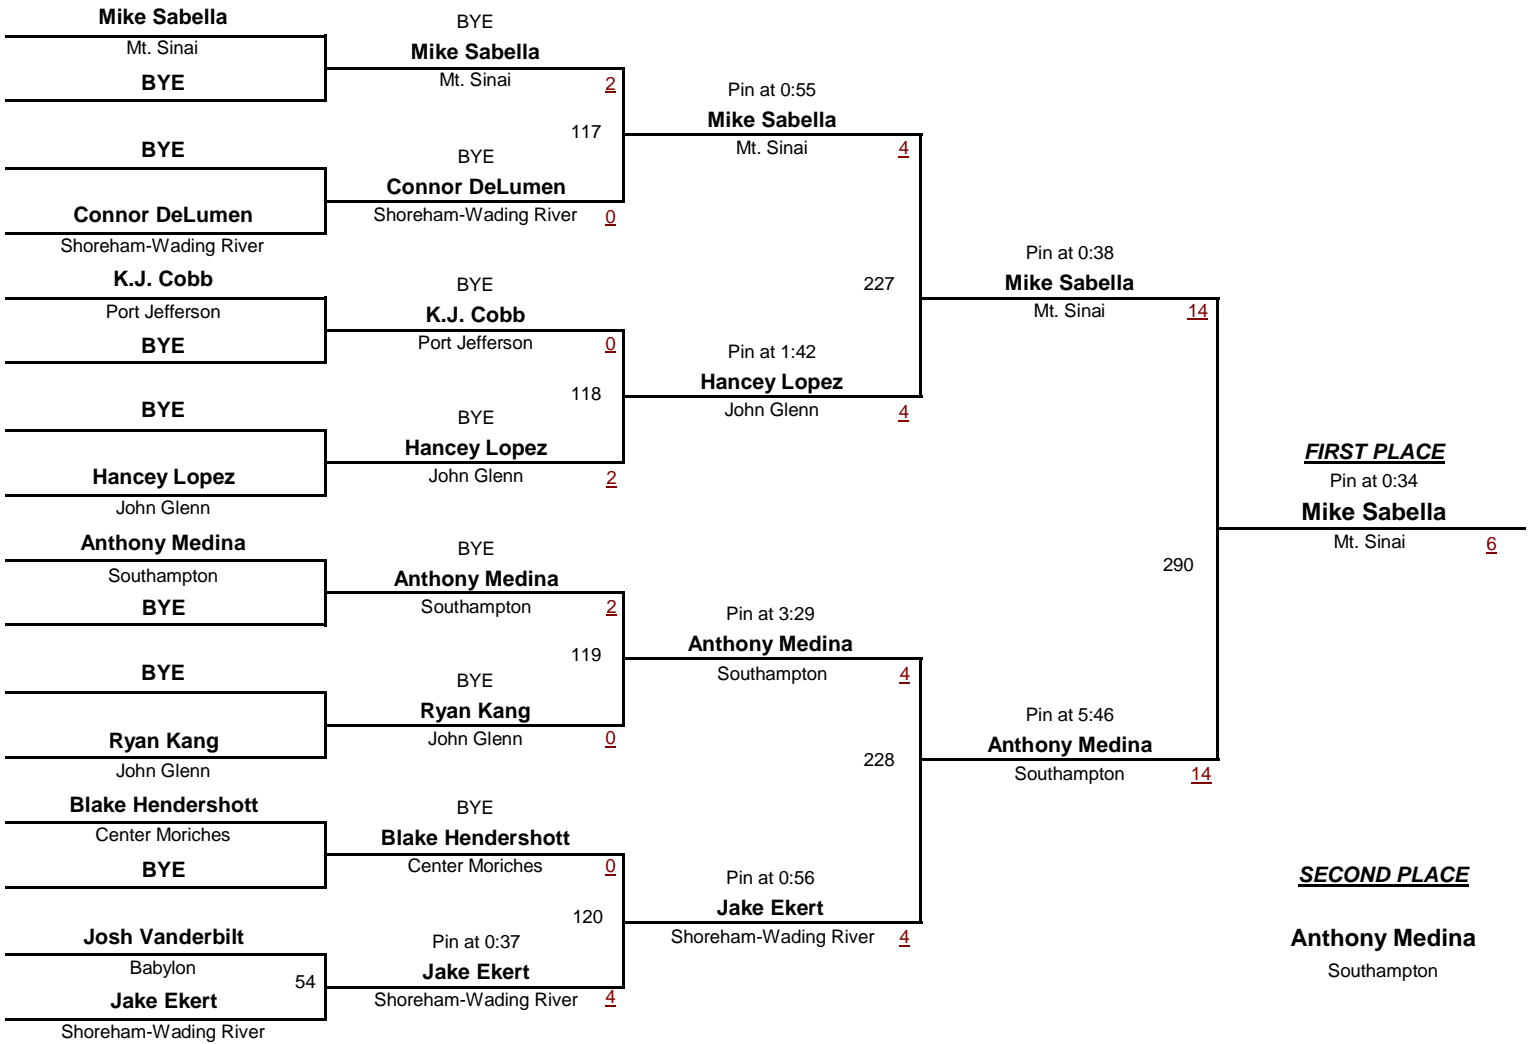 Mike Sabella
Mt. Sinai
BYE
BYE
Connor DeLumen
Shoreham-Wading River
K.J. Cobb
Port Jefferson
BYE
BYE
Hancey Lopez
John Glenn
Anthony Medina
Southampton
BYE
BYE
Ryan Kang
John Glenn
Blake Hendershott
Center Moriches
BYE
Josh Vanderbilt
Babylon
54
Jake Ekert
Shoreham-Wading River
BYE
Mike Sabella
Mt. Sinai 2
117
BYE
Connor DeLumen
Shoreham-Wading River 0
BYE
K.J. Cobb
Port Jefferson 0
118
BYE
Hancey Lopez
John Glenn 2
BYE
Anthony Medina
Southampton 2
119
BYE
Ryan Kang
John Glenn 0
BYE
Blake Hendershott
Center Moriches 0
120
Pin at 0:37
Jake Ekert
Shoreham-Wading River 4
Pin at 0:55
Mike Sabella
Mt. Sinai 4
227
Pin at 1:42
Hancey Lopez
John Glenn 4
Pin at 3:29
Anthony Medina
Southampton 4
228
Pin at 0:56
Jake Ekert
Shoreham-Wading River 4
Pin at 0:38
Mike Sabella
Mt. Sinai 14
290
Pin at 5:46
Anthony Medina
Southampton 14
FIRST PLACE
Pin at 0:34
Mike Sabella
Mt. Sinai 6
SECOND PLACE
Anthony Medina
Southampton